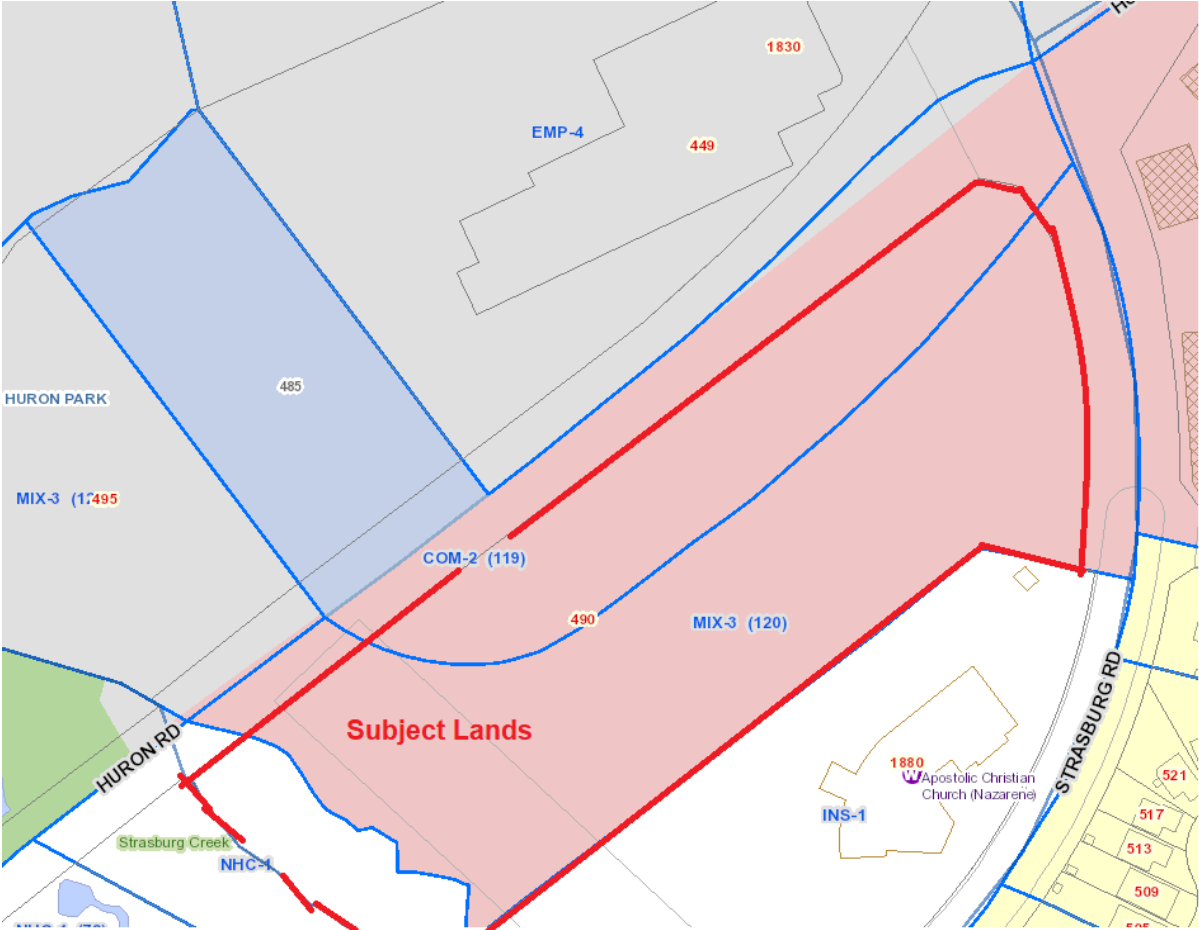 1830
EMP-4
449
485
HURON PARK
MIX-3 (12
495
COM-2 (119)
490
MIX-3 (120)
Subject Lands
HURON RD
STRASBURG RD
1880
Apostolic Christian
Church (Nazarene)
521
INS-1
517
Strasburg Creek
513
NHC-1
509